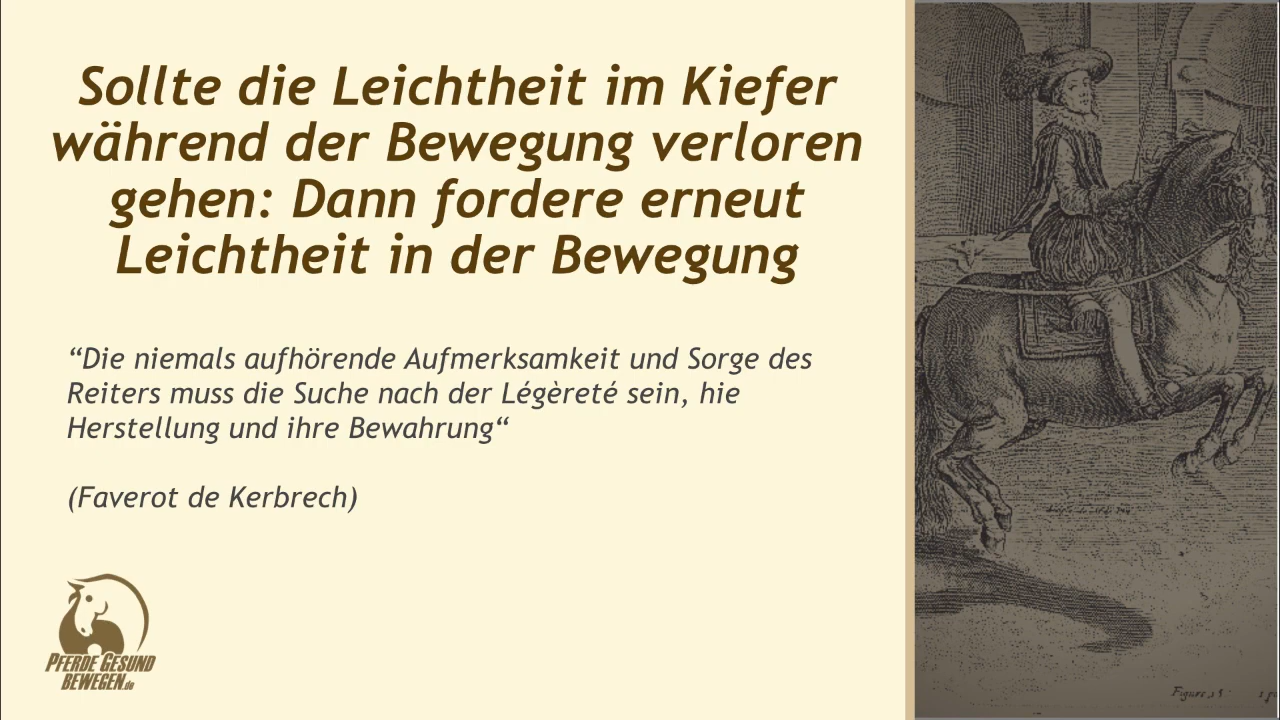 Sollte die Leichtheit im Kiefer
während der Bewegung verloren
gehen: Dann fordere erneut
Leichtheit in der Bewegung
“Die niemals aufhörende Aufmerksamkeit und Sorge des
Reiters muss die Suche nach der Légèreté sein, hie
Herstellung und ihre Bewahrung“
(Faverot de Kerbrech)
PFERDE GESUND
BEWEGEN.de
Figure